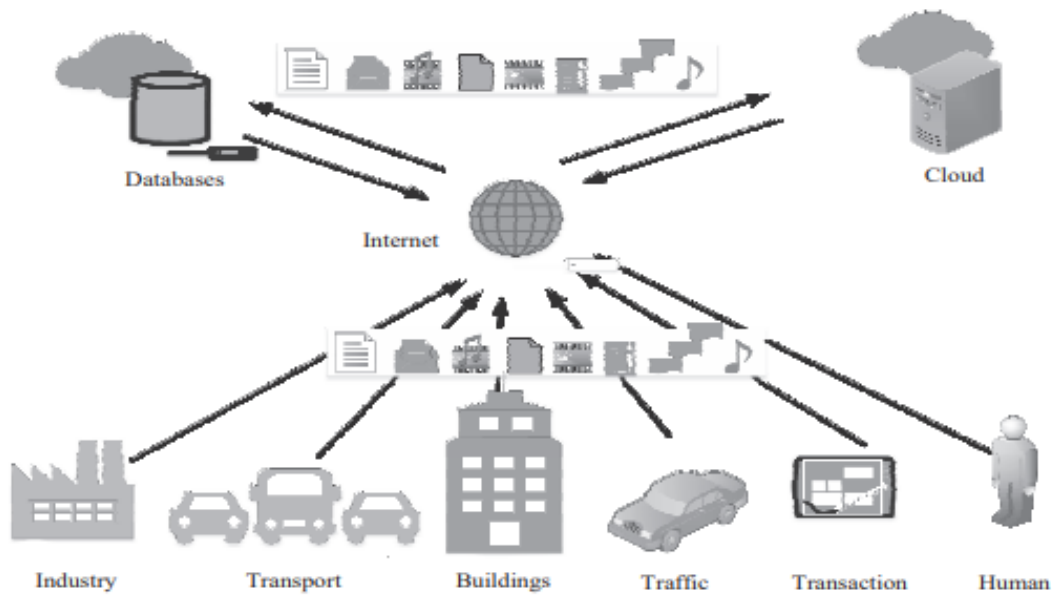 Databases
Cloud
Internet
Industry
Transport
Buildings
Traffic
Transaction
Human